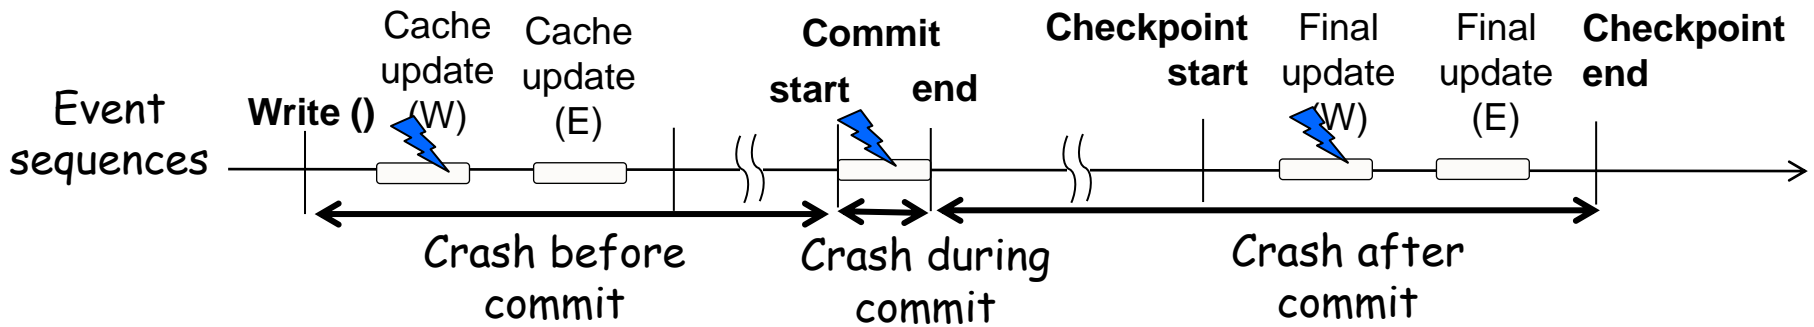 Event
sequences
Write ()
Cache
update
(W)
Cache
update
(E)
Commit
start end
Checkpoint
start
Final
update
(W)
Final
update
(E)
Checkpoint
end
Crash before
commit
Crash during
commit
Crash after
commit